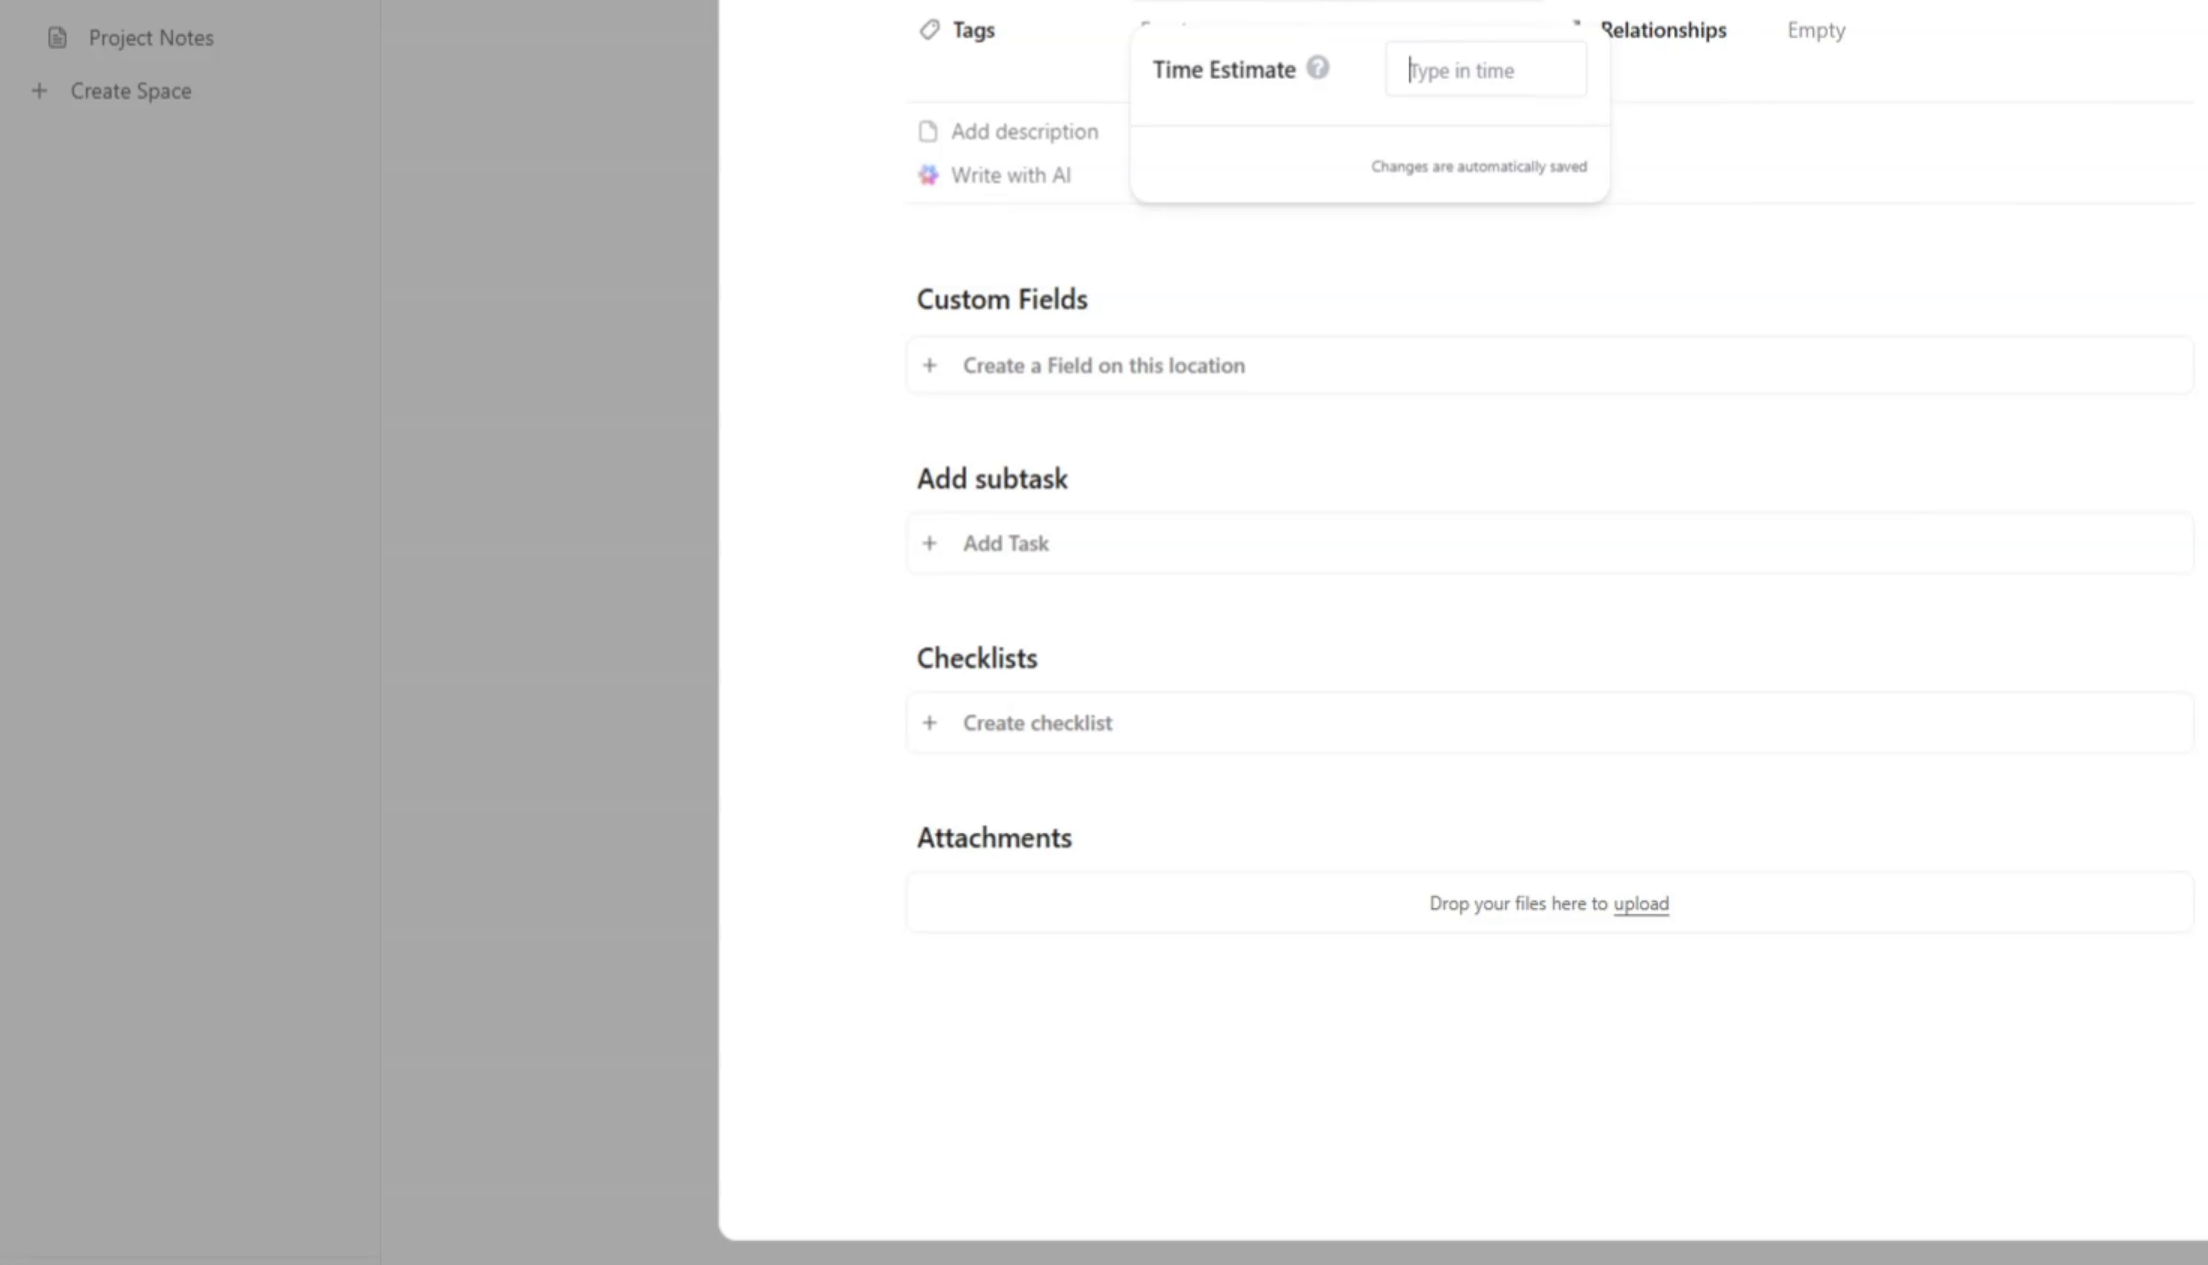 Project Notes
Create Space
Tags
Relationships
Empty
Time Estimate
Type in time
Changes are automatically saved
Add description
Write with AI
Custom Fields
Create a Field on this location
Add subtask
Add Task
Checklists
Create checklist
Attachments
Drop your files here to upload